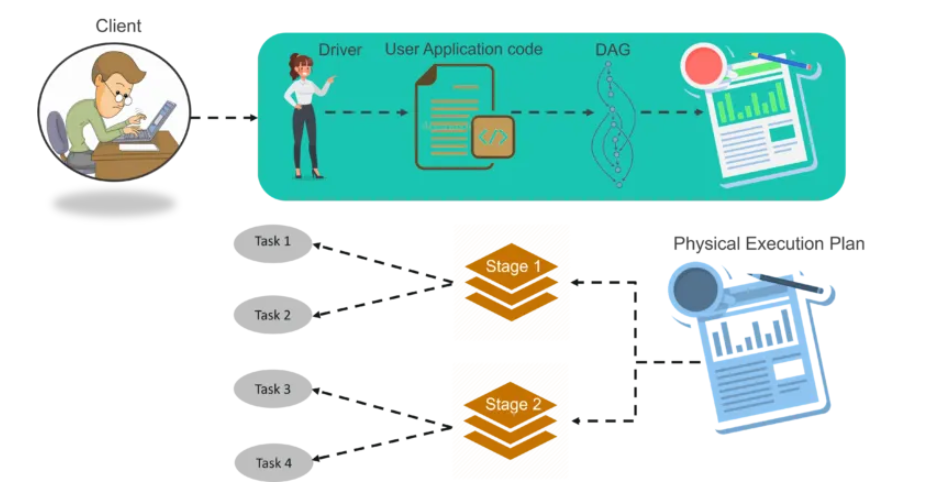 Client
Driver
User Application code
DAG
</>
Task 1
Stage 1
Physical Execution Plan
Task 2
Task 3
Stage 2
Task 4